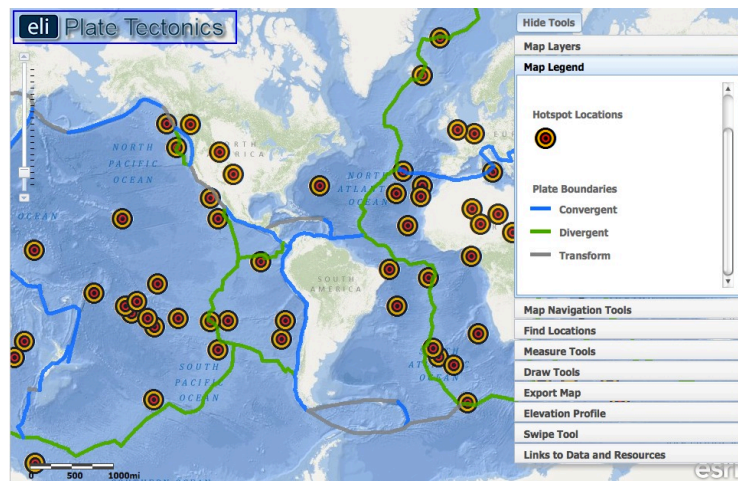 eli Plate Tectonics
Hide Tools
Map Layers
Map Legend
Hotspot Locations
Plate Boundaries
Convergent
Divergent
Transform
Map Navigation Tools
Find Locations
Measure Tools
Draw Tools
Export Map
Elevation Profile
Swipe Tool
Links to Data and Resources
NORTH
PACIFIC
OCEAN
NORTH
OCEAN
OCEAN
SOUTH
AMERICA
SOUTH
PACIFIC
OCEAN
OCEAN
0 500 1000mi
esri